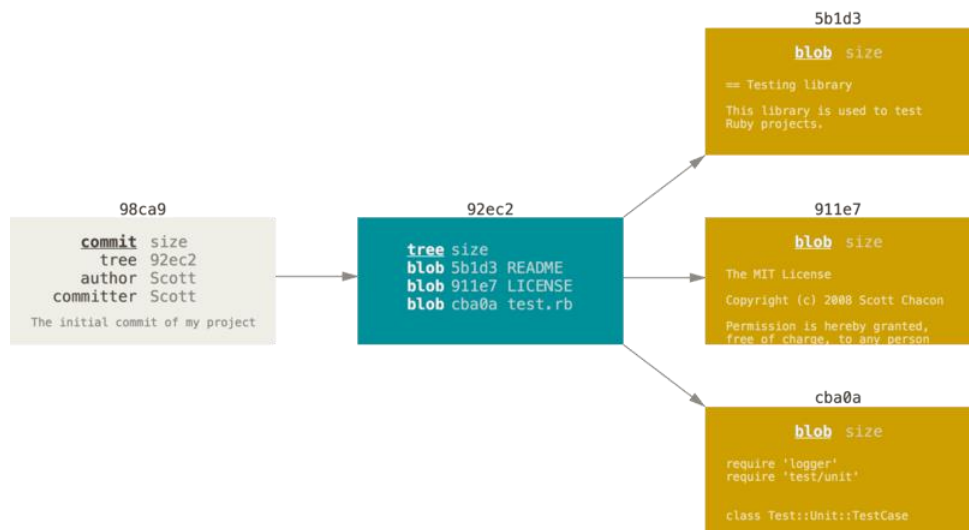 98ca9
commit size
tree 92ec2
author Scott
committer Scott
The initial commit of my project
92ec2
tree size
blob 5b1d3 README
blob 911e7 LICENSE
blob cba0a test.rb
5b1d3
blob size
== Testing library
This library is used to test
Ruby projects.
911e7
blob size
The MIT License
Copyright (c) 2008 Scott Chacon
Permission is hereby granted,
free of charge, to any person
cba0a
blob size
require 'logger'
require 'test/unit'
class Test::Unit::TestCase